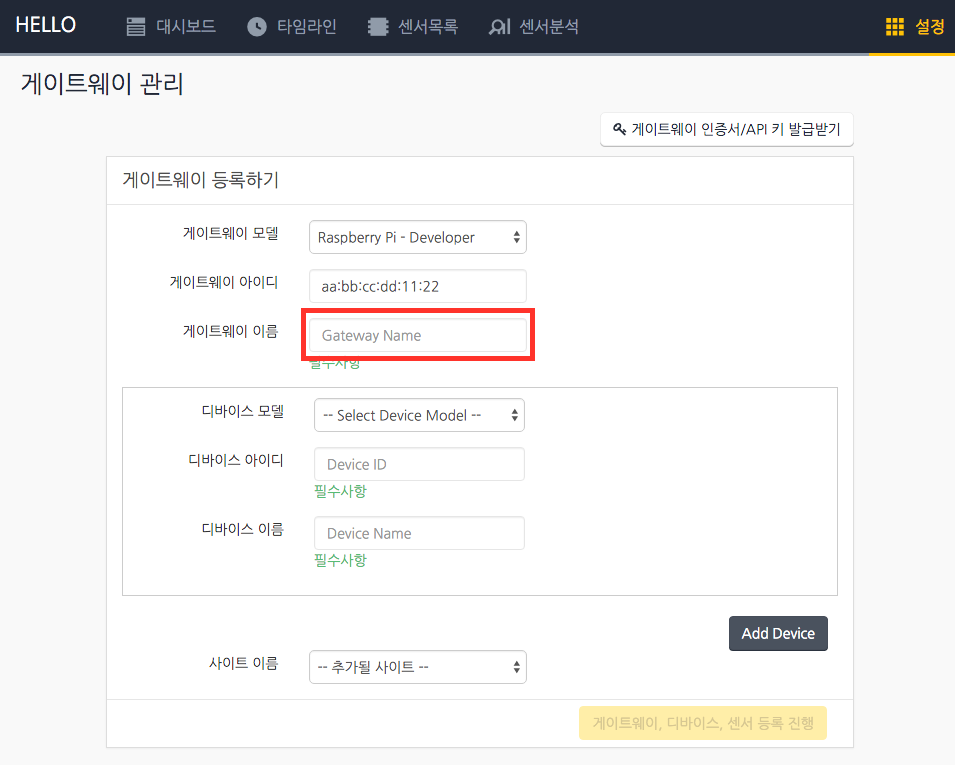 HELLO 대시보드 타임라인 센서목록 센서분석 설정
게이트웨이 관리
게이트웨이 인증서/API 키 발급받기
게이트웨이 등록하기
게이트웨이 모델 Raspberry Pi - Developer
게이트웨이 아이디 aa:bb:cc:dd:11:22
게이트웨이 이름 Gateway Name
필수사항
디바이스 모델 -- Select Device Model --
디바이스 아이디 Device ID
필수사항
디바이스 이름 Device Name
필수사항
Add Device
사이트 이름 -- 추가될 사이트 --
게이트웨이, 디바이스, 센서 등록 진행